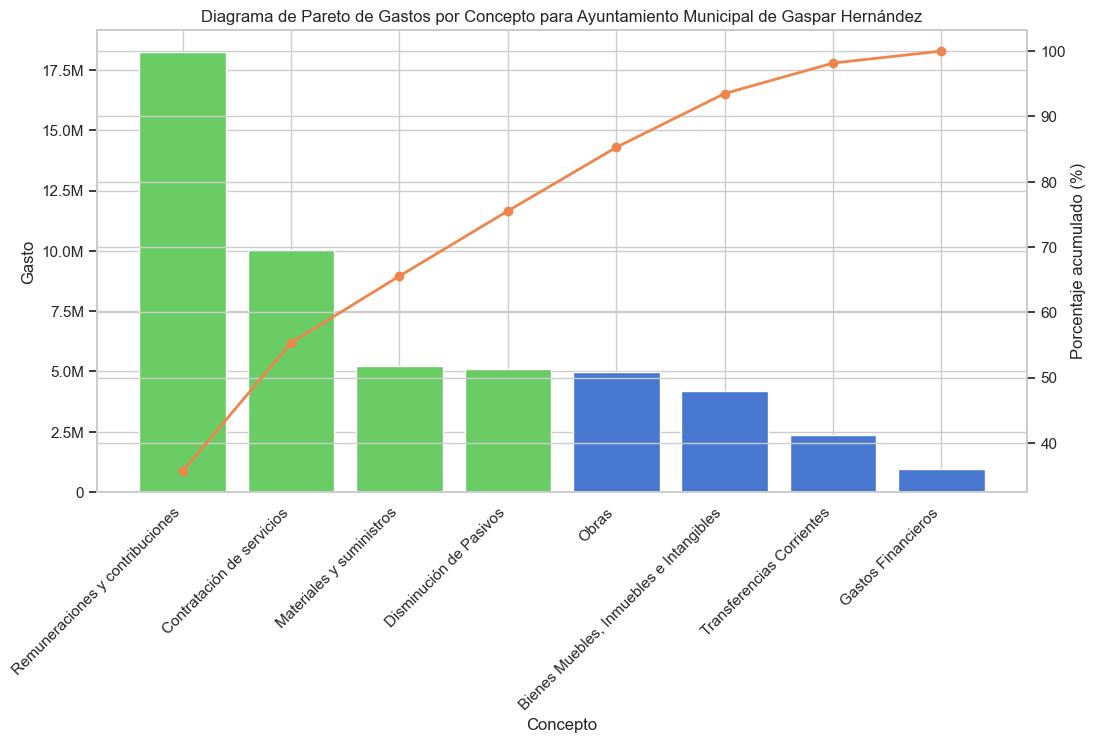 Diagrama de Pareto de Gastos por Concepto para Ayuntamiento Municipal de Gaspar Hernández
Gasto
17.5M
15.0M
12.5M
10.0M
7.5M
5.0M
2.5M
0
100
90
80
70
60
50
40
Porcentaje acumulado (%)
Remuneraciones y contribuciones
Contratación de servicios
Materiales y suministros
Disminución de Pasivos
Obras
Bienes Muebles, Inmuebles e Intangibles
Transferencias Corrientes
Gastos Financieros
Concepto